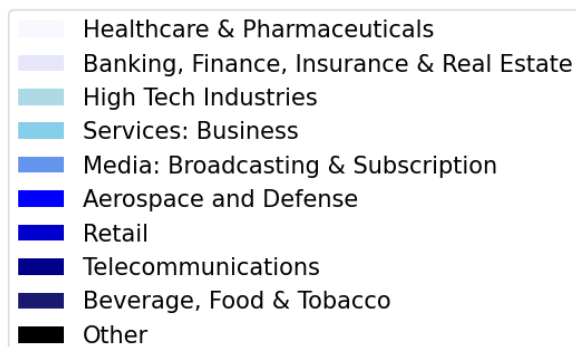 Healthcare & Pharmaceuticals
Banking, Finance, Insurance & Real Estate
High Tech Industries
Services: Business
Media: Broadcasting & Subscription
Aerospace and Defense
Retail
Telecommunications
Beverage, Food & Tobacco
Other